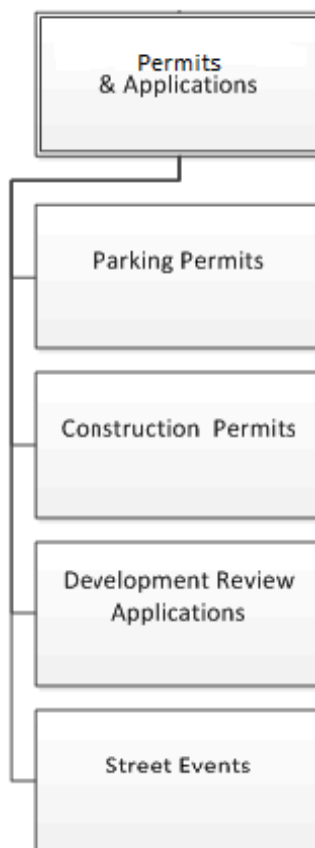 Permits
& Applications
Parking Permits
Construction Permits
Development Review
Applications
Street Events